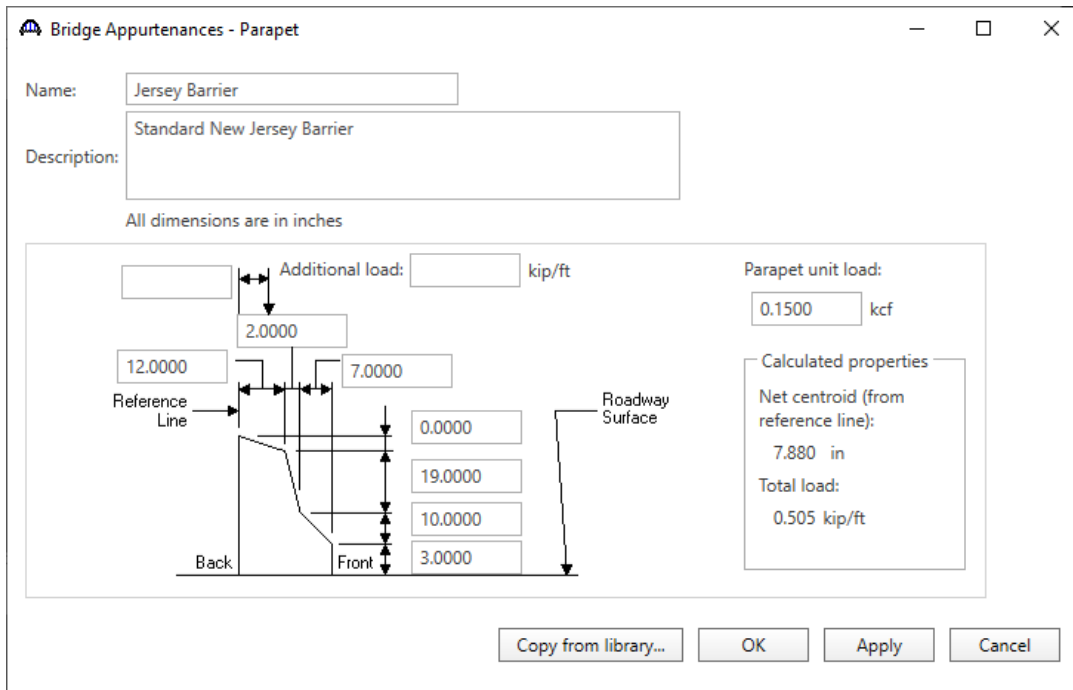 Bridge Appurtenances - Parapet
Name:
Jersey Barrier
Description:
Standard New Jersey Barrier
All dimensions are in inches
Additional load:
kip/ft
Parapet unit load:
0.1500 kcf
2.0000
12.0000
7.0000
Reference
Line
Roadway
Surface
0.0000
19.0000
10.0000
3.0000
Back
Front
Calculated properties
Net centroid (from
reference line):
7.880 in
Total load:
0.505 kip/ft
Copy from library...
OK
Apply
Cancel